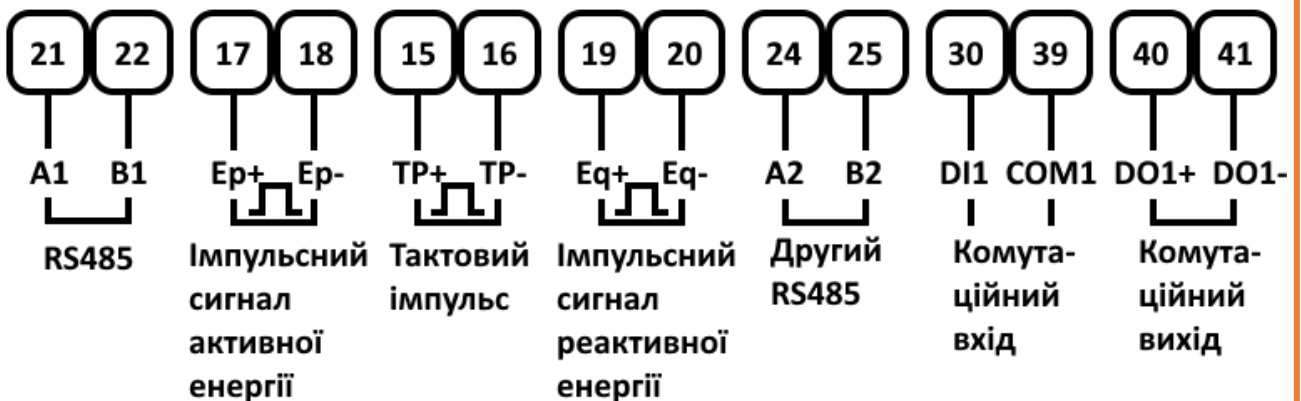 21 22 17 18 15 16 19 20 24 25 30 39 40 41
A1 B1 Ep+ Ep- TP+ TP- Eq+ Eq- A2 B2 DI1 COM1 DO1+ DO1-
RS485
Імпульсний
сигнал
активної
енергії
Тактовий
імпульс
Імпульсний
сигнал
реактивної
енергії
Другий
RS485
Комута-
ційний
вхід
Комута-
ційний
вихід